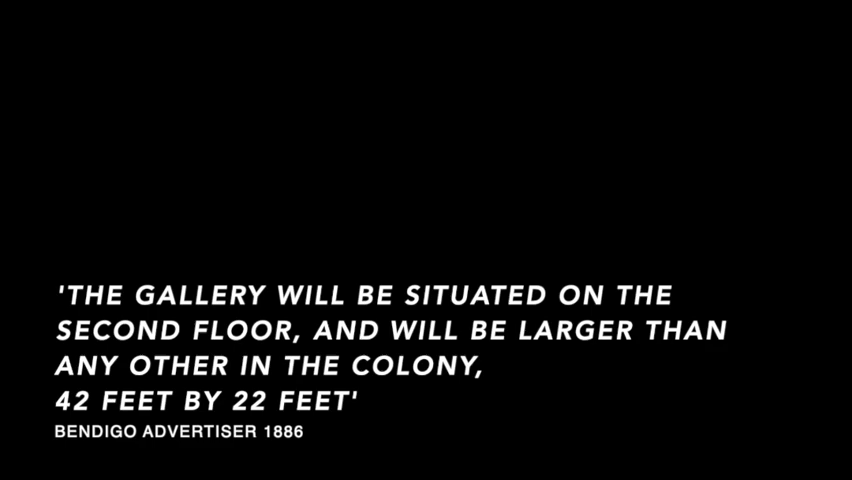 'THE GALLERY WILL BE SITUATED ON THE
SECOND FLOOR, AND WILL BE LARGER THAN
ANY OTHER IN THE COLONY,
42 FEET BY 22 FEET'
BENDIGO ADVERTISER 1886